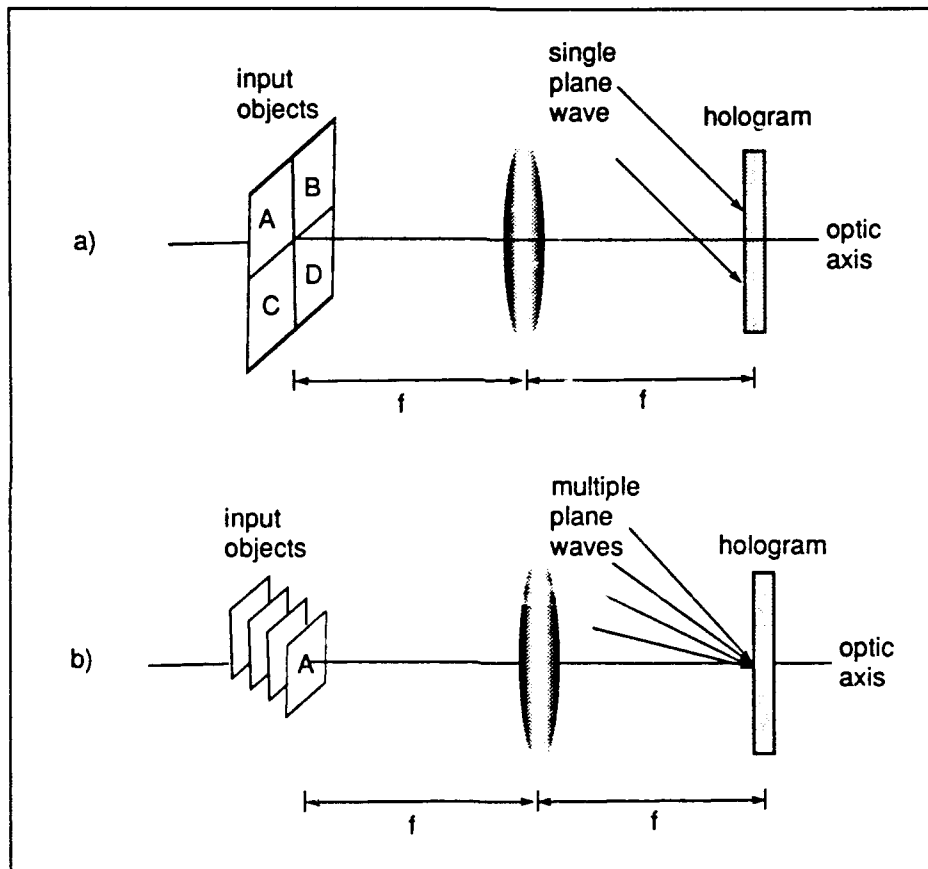 input
objects
single
plane
wave
hologram
a)
A
B
C
D
optic
axis
f
f
input
objects
multiple
plane
waves
hologram
b)
A
optic
axis
f
f